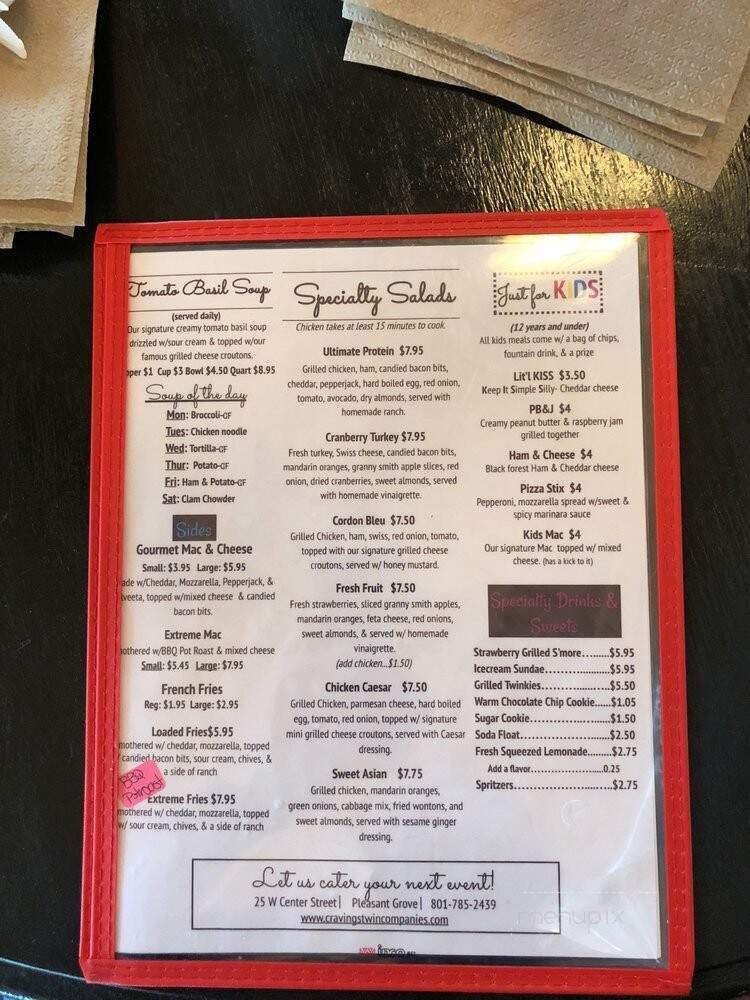 Tomato Basil Soup
(served daily)
Our signature creamy tomato basil soup
drizzled w/sour cream & topped w/our
famous grilled cheese croutons.
per $1 Cup $3 Bowl $4.50 Quart $8.95
Soup of the day
Mon: Broccoli-GF
Tues: Chicken noodle
Wed: Tortilla-GF
Thur: Potato-GF
Fri: Ham & Potato-GF
Sat: Clam Chowder
Sides
Gourmet Mac & Cheese
Small: $3.95 Large: $5.95
ade w/Cheddar, Mozzarella, Pepperjack, &
lveeta, topped w/mixed cheese & candied
bacon bits.
Extreme Mac
mothered w/BBQ Pot Roast & mixed cheese
Small: $5.45 Large: $7.95
French Fries
Reg: $1.95 Large: $2.95
Loaded Fries$5.95
mothered w/ cheddar, mozzarella, topped
candied bacon bits, sour cream, chives, &
a side of ranch
BBQ
Potroast
Extreme Fries $7.95
mothered w/ cheddar, mozzarella, topped
w/ sour cream, chives, & a side of ranch
Specialty Salads
Chicken takes at least 15 minutes to cook
Ultimate Protein $7.95
Grilled chicken, ham, candied bacon bits,
cheddar, pepperjack, hard boiled egg, red onion,
tomato, avocado, dry almonds, served with
homemade ranch.
Cranberry Turkey $7.95
Fresh turkey, Swiss cheese, candied bacon bits,
mandarin oranges, granny smith apple slices, red
onion, dried cranberries, sweet almonds, served
with homemade vinaigrette.
Cordon Bleu $7.50
Grilled Chicken, ham, swiss, red onion, tomato,
topped with our signature grilled cheese
croutons, served w/ honey mustard.
Fresh Fruit $7.50
Fresh strawberries, sliced granny smith apples,
mandarin oranges, feta cheese, red onions,
sweet almonds, & served w/ homemade
vinaigrette.
(add chicken...$1.50)
Chicken Caesar $7.50
Grilled Chicken, parmesan cheese, hard boiled
egg, tomato, red onion, topped w/ signature
mini grilled cheese croutons, served with Caesar
dressing.
Sweet Asian $7.75
Grilled chicken, mandarin oranges,
green onions, cabbage mix, fried wontons, and
sweet almonds, served with sesame ginger
dressing.
Just for KIDS
(12 years and under)
All kids meals come w/ a bag of chips,
fountain drink, & a prize
Lit'l KISS $3.50
Keep It Simple Silly- Cheddar cheese
PB&J $4
Creamy peanut butter & raspberry jam
grilled together
Ham & Cheese $4
Black forest Ham & Cheddar cheese
Pizza Stix $4
Pepperoni, mozzarella spread w/sweet &
spicy marinara sauce
Kids Mac $4
Our signature Mac topped w/ mixed
cheese. (has a kick to it)
Specialty Drinks &
Sweets
Strawberry Grilled S'more.........$5.95
Icecream Sundae...................$5.95
Grilled Twinkies....................$5.50
Warm Chocolate Chip Cookie......$1.05
Sugar Cookie.......................$1.50
Soda Float..........................$2.50
Fresh Squeezed Lemonade.......$2.75
Add a flavor.......................0.25
Spritzers............................$2.75
Let us cater your next event!
25 W Center Street| Pleasant Grove| 801-785-2439
www.cravingstwincompanies.com
menupix